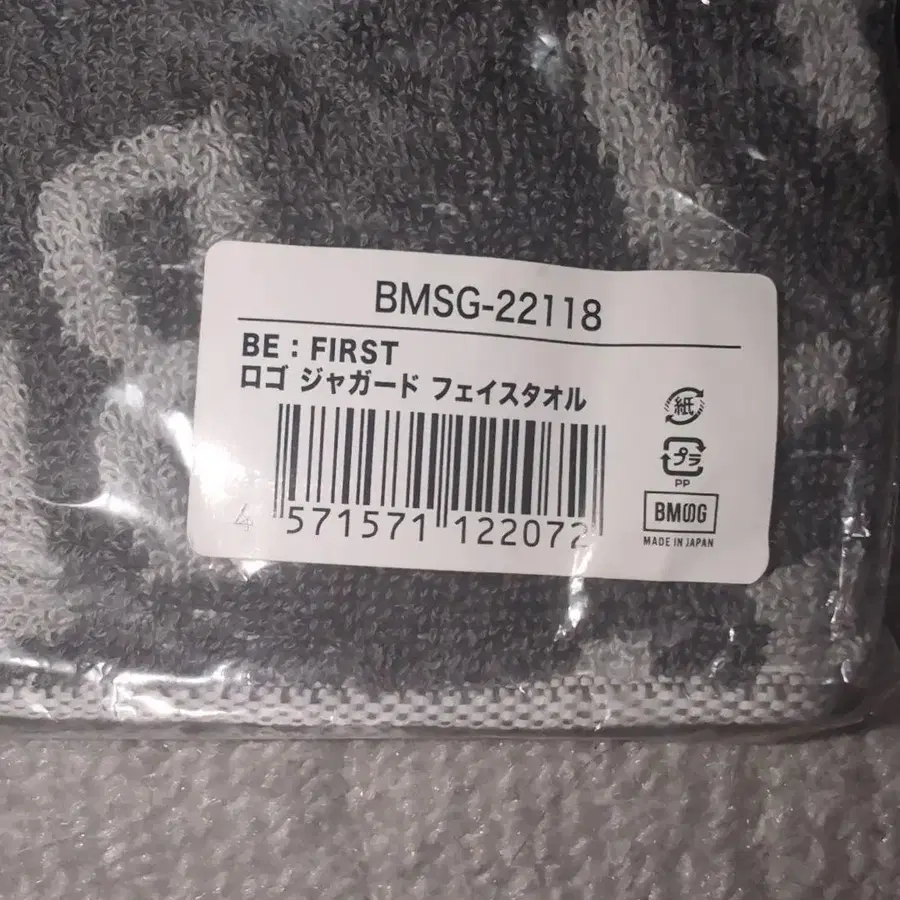 BMSG-22118
BE : FIRST
ロゴ ジャガード フェイスタオル
4 571571 122072
紙
プラ
PP
BMSG
MADE IN JAPAN